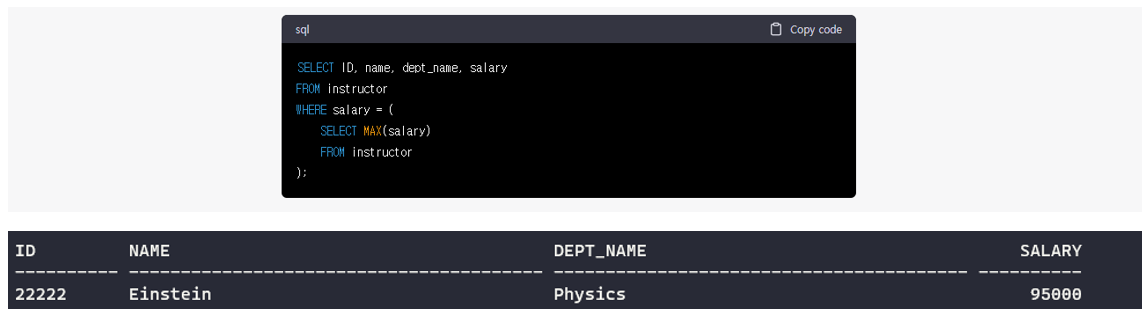 sql Copy code
SELECT ID, name, dept_name, salary
FROM instructor
WHERE salary = (
    SELECT MAX(salary)
    FROM instructor
);
ID NAME DEPT_NAME SALARY
---------- ---------------------------------------- ---------------------------------------- ----------
22222 Einstein Physics 95000